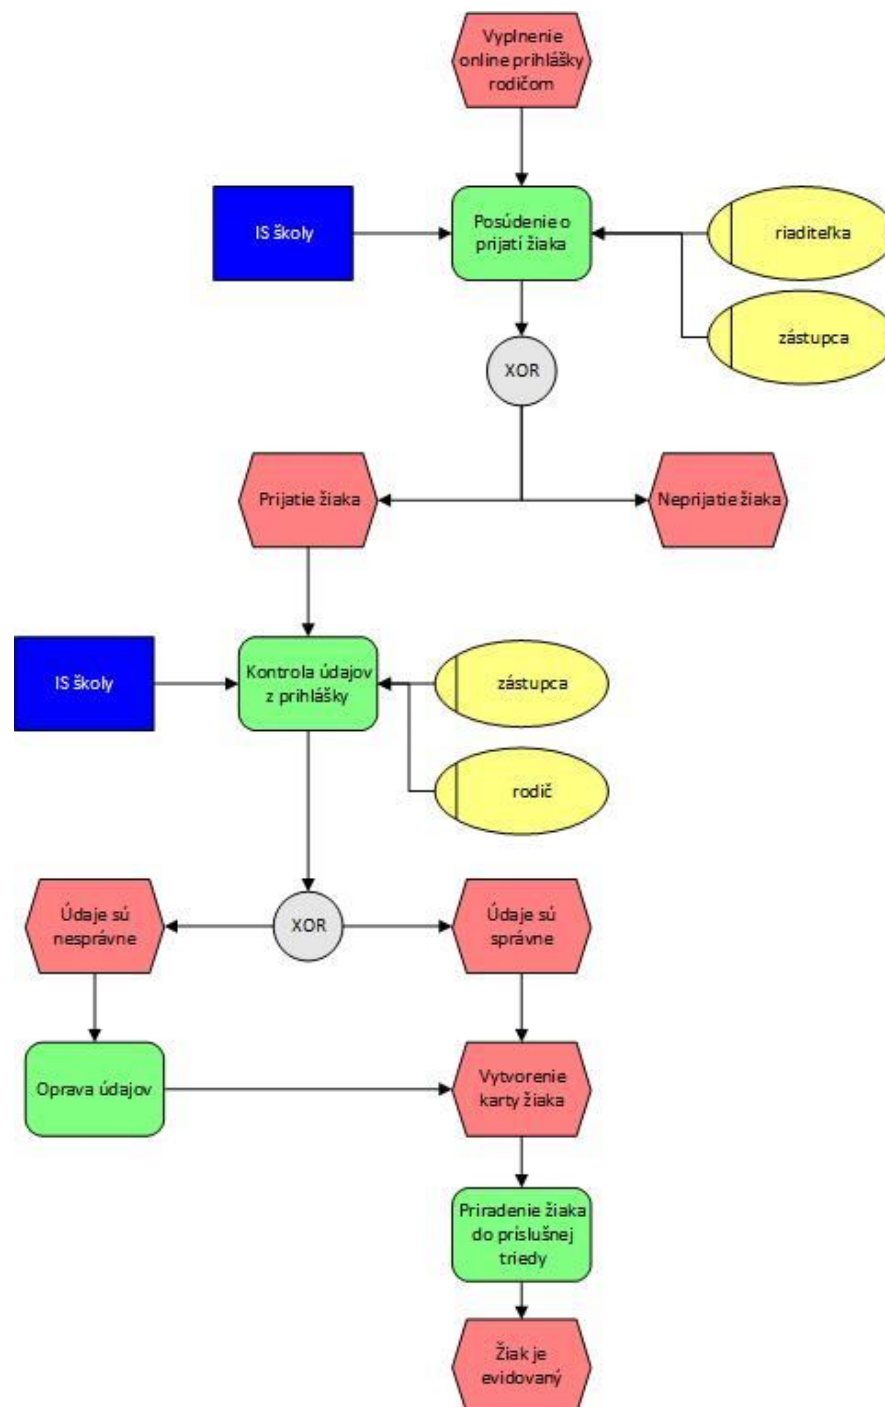 Vyplnenie
online prihlášky
rodičom
IS školy
Posúdenie o
prijatí žiaka
riaditeľka
zástupca
XOR
Prijatie žiaka
Neprijatie žiaka
IS školy
Kontrola údajov
z prihlášky
zástupca
rodič
Údaje sú
nesprávne
XOR
Údaje sú
správne
Oprava údajov
Vytvorenie
karty žiaka
Priradenie žiaka
do príslušnej
triedy
Žiak je
evidovaný